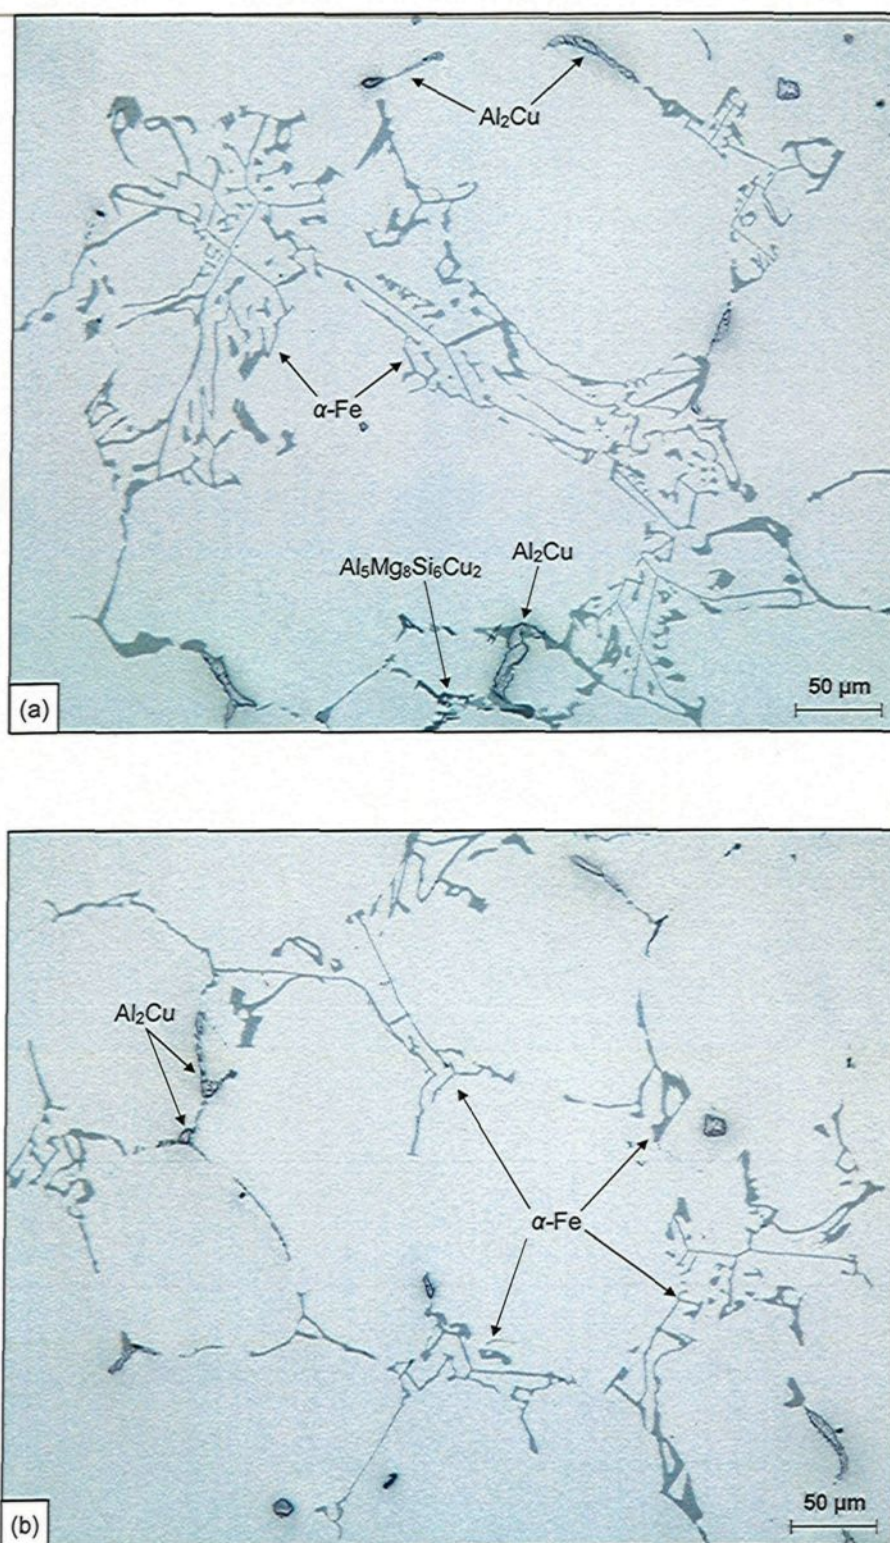 Al₂Cu
α-Fe
Al₅Mg₈Si₆Cu₂
Al₂Cu
50 µm
(a)
Al₂Cu
α-Fe
50 µm
(b)